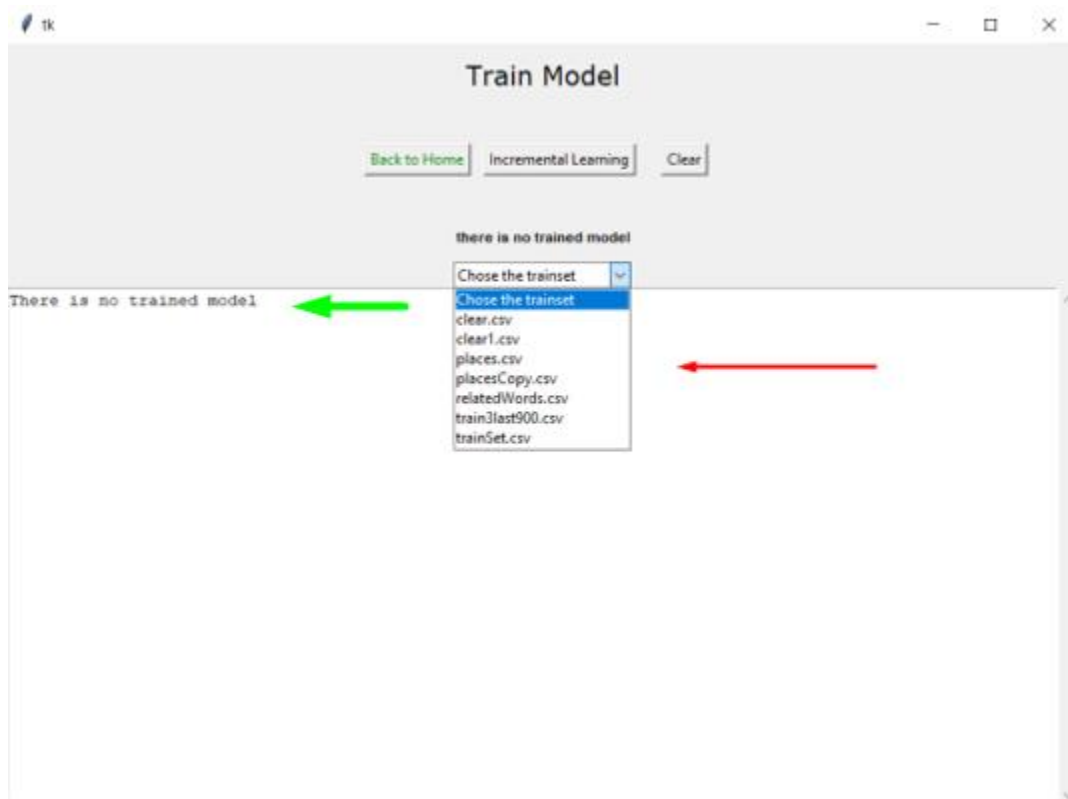 tk
Train Model
Back to Home Incremental Learning Clear
there is no trained model
Chose the trainset
There is no trained model
Chose the trainset
clear.csv
clear1.csv
places.csv
placesCopy.csv
relatedWords.csv
train3last900.csv
trainSet.csv